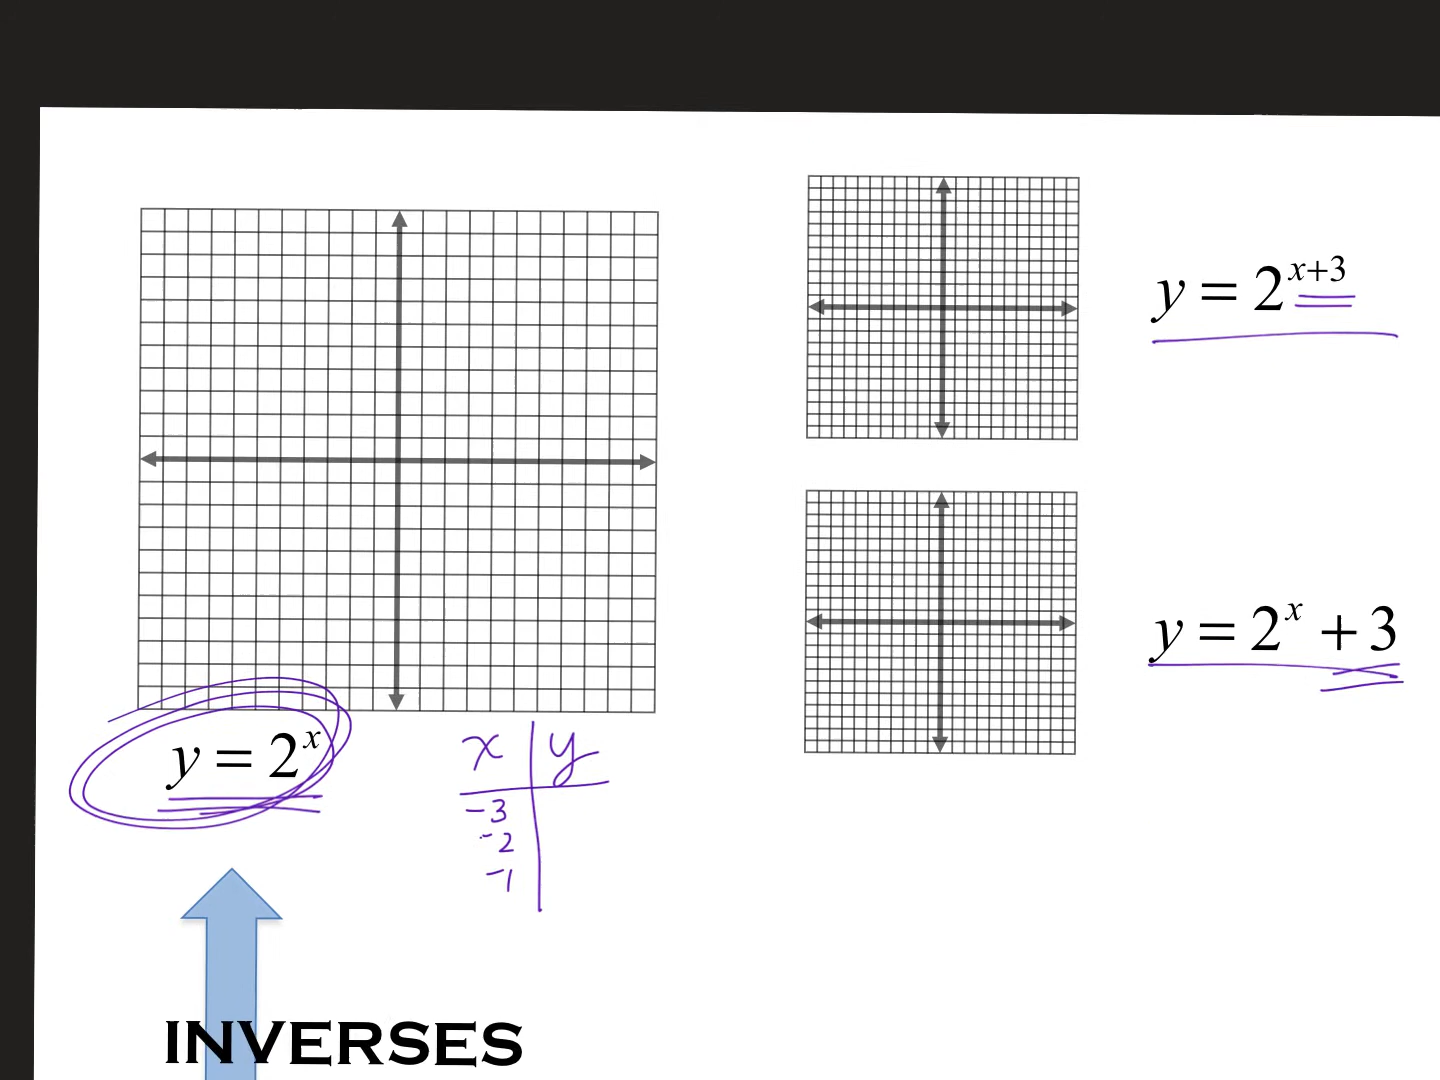 y = 2^{x+3}
y = 2^x + 3
y = 2^x
x | y
-3
-2
-1
INVERSES